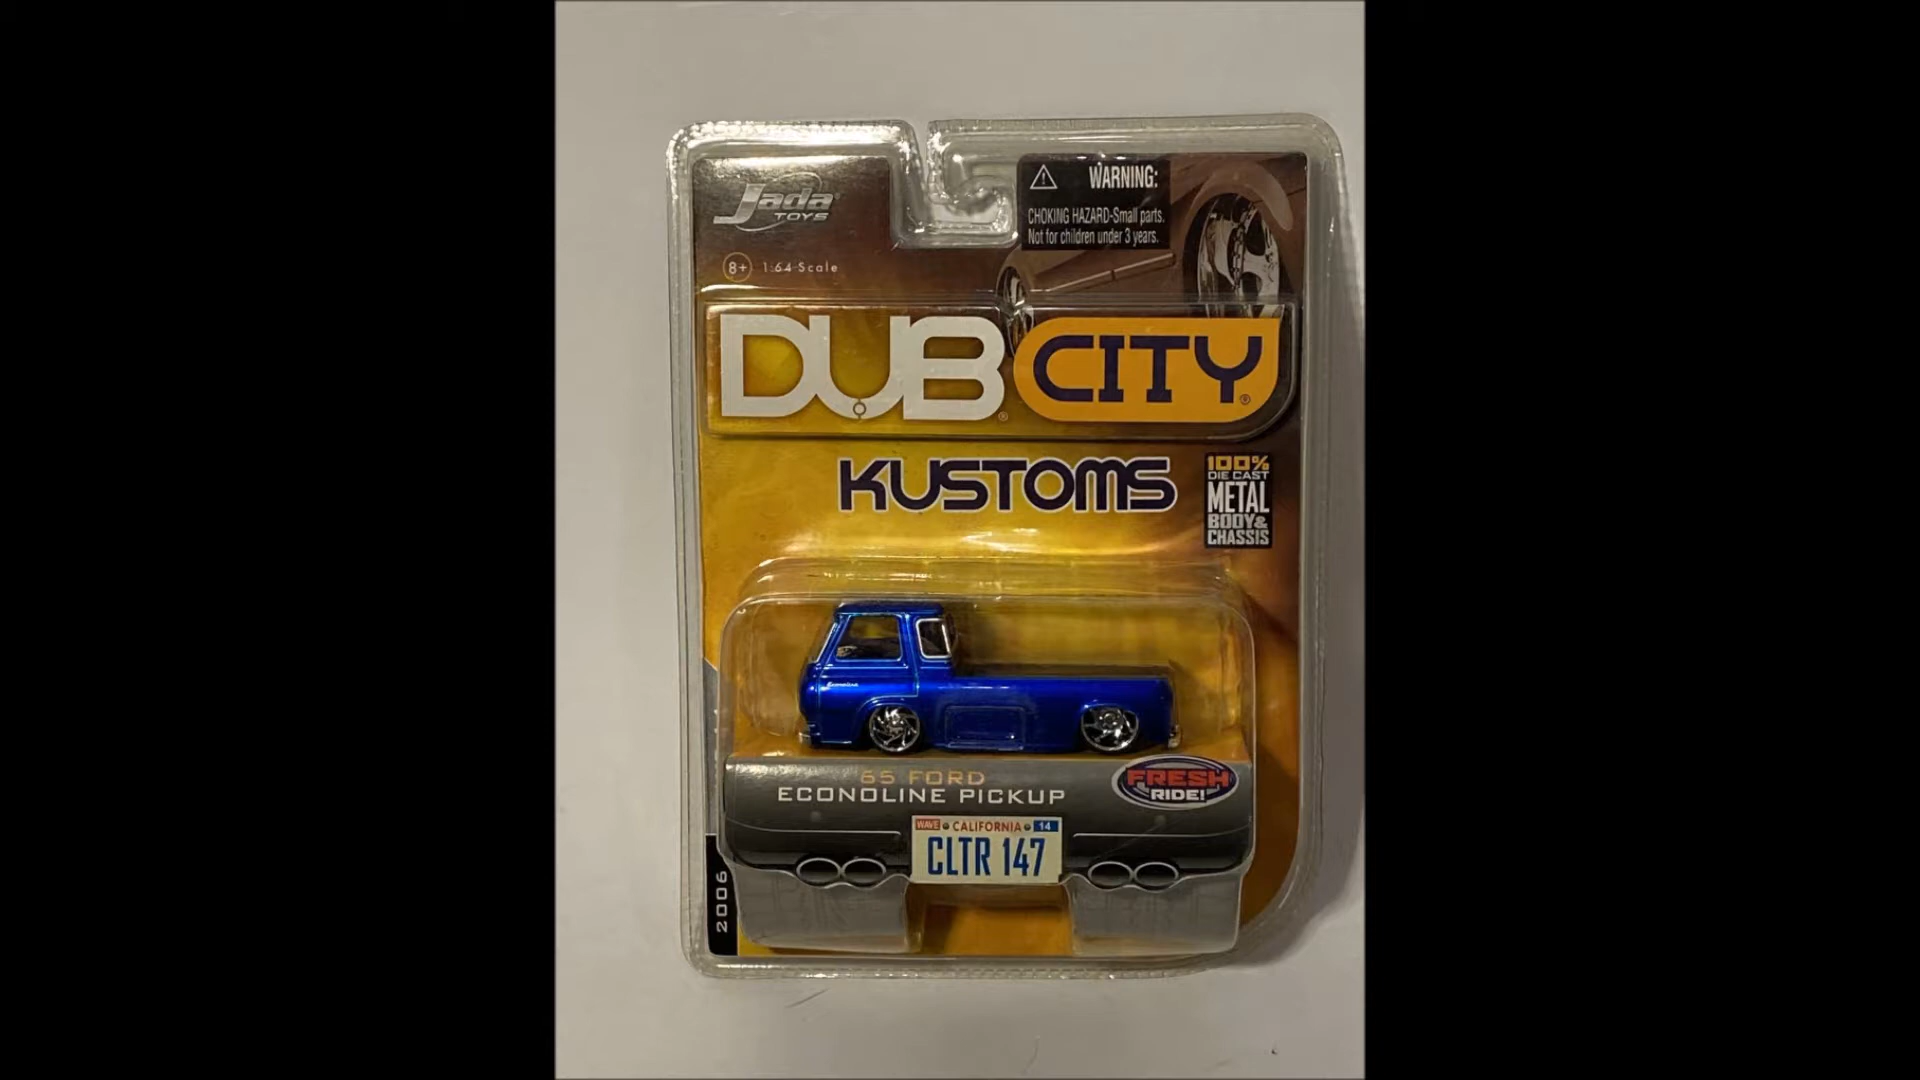 Jada
TOYS
WARNING:
CHOKING HAZARD-Small parts.
Not for children under 3 years.
8+ 1:64 Scale
DUB CITY
KUSTOMS
100%
DIE CAST
METAL
BODY&
CHASSIS
Econoline
65 FORD
ECONOLINE PICKUP
FRESH
RIDE!
WAVE CALIFORNIA 14
CLTR 147
2006